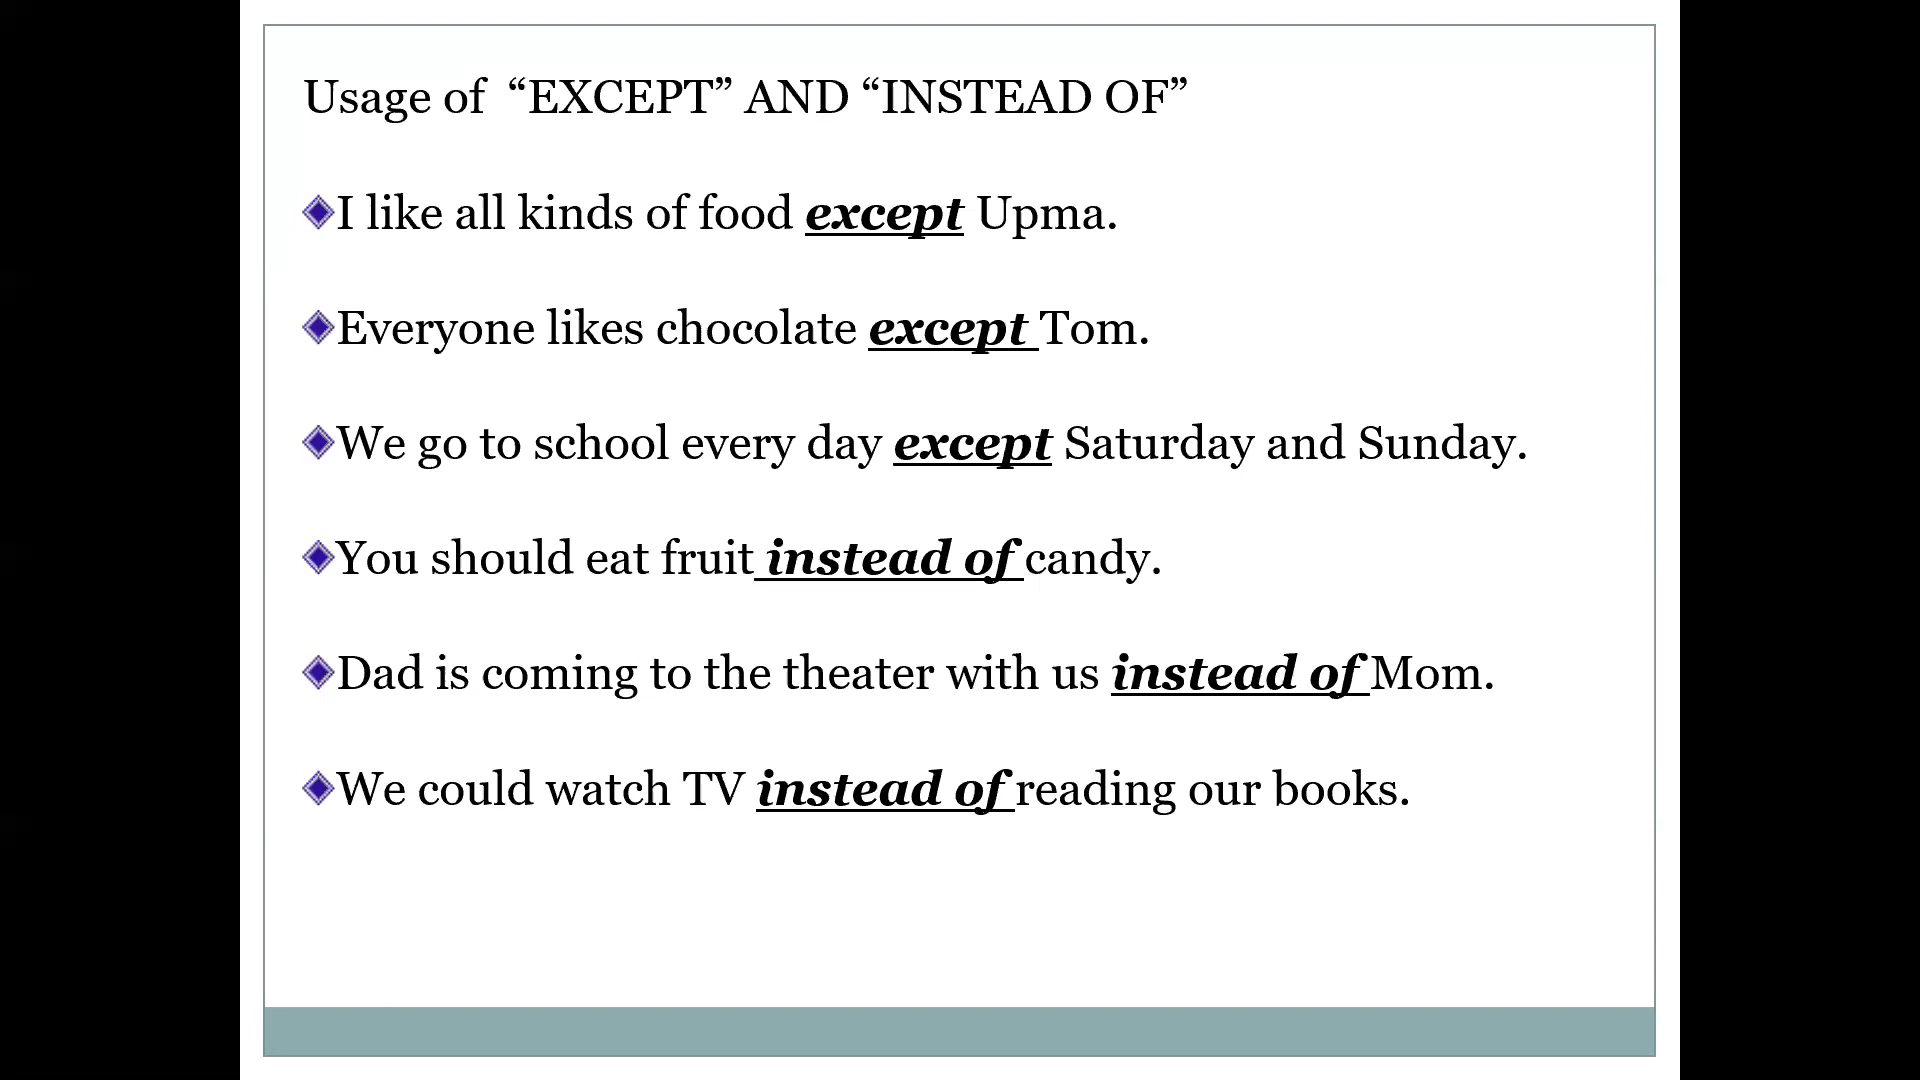 Usage of “EXCEPT” AND “INSTEAD OF”
I like all kinds of food except Upma.
Everyone likes chocolate except Tom.
We go to school every day except Saturday and Sunday.
You should eat fruit instead of candy.
Dad is coming to the theater with us instead of Mom.
We could watch TV instead of reading our books.